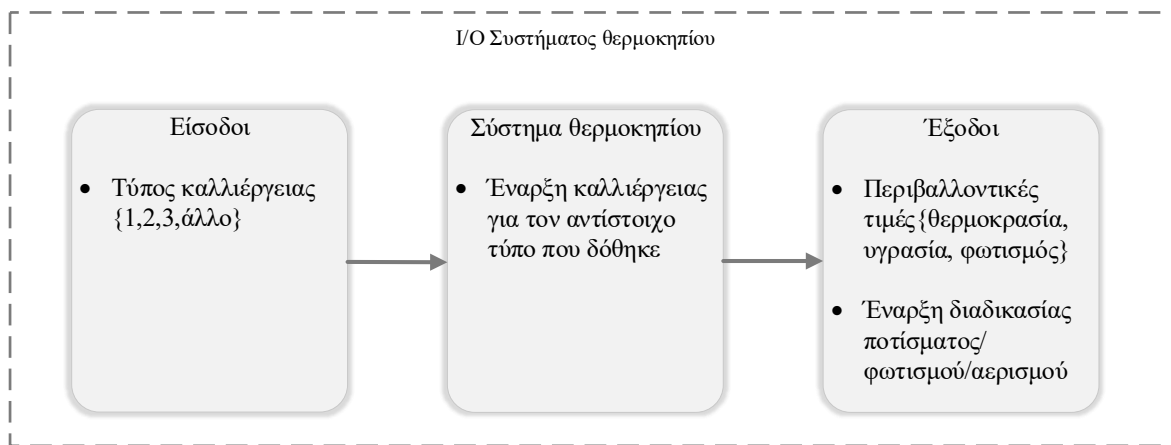 Ι/Ο Συστήματος θερμοκηπίου
Είσοδοι
• Τύπος καλλιέργειας
{1,2,3,άλλο}
Σύστημα θερμοκηπίου
• Έναρξη καλλιέργειας
για τον αντίστοιχο
τύπο που δόθηκε
Έξοδοι
• Περιβαλλοντικές
τιμές{θερμοκρασία,
υγρασία, φωτισμός}
• Έναρξη διαδικασίας
ποτίσματος/
φωτισμού/αερισμού